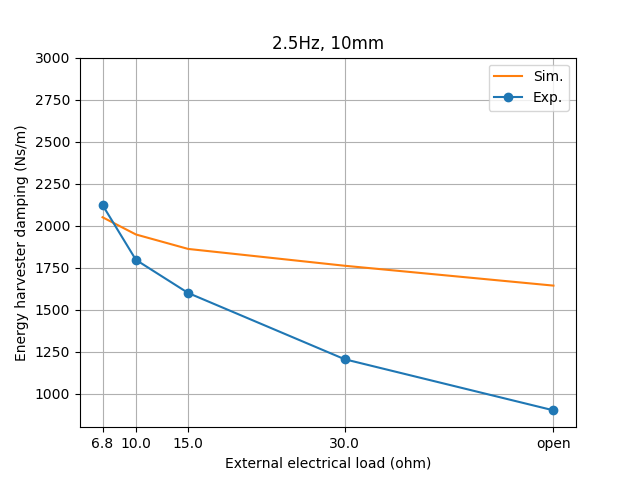 2.5Hz, 10mm
Sim.
Exp.
Energy harvester damping (Ns/m)
3000
2750
2500
2250
2000
1750
1500
1250
1000
6.8 10.0 15.0 30.0 open
External electrical load (ohm)